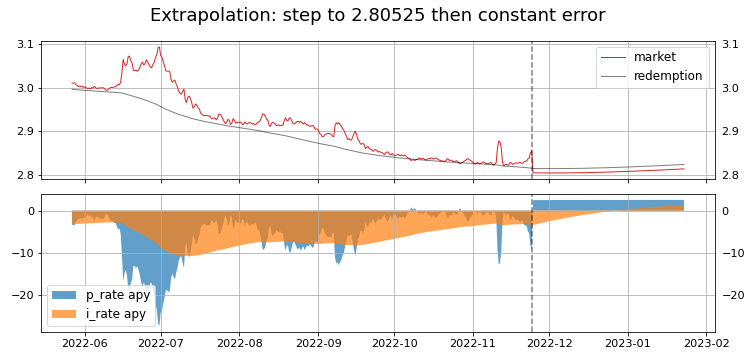 Extrapolation: step to 2.80525 then constant error
3.1 3.1
market
redemption
3.0 3.0
2.9 2.9
2.8 2.8
0 0
−10 −10
−20 −20
p_rate apy
i_rate apy
2022-06 2022-07 2022-08 2022-09 2022-10 2022-11 2022-12 2023-01 2023-02